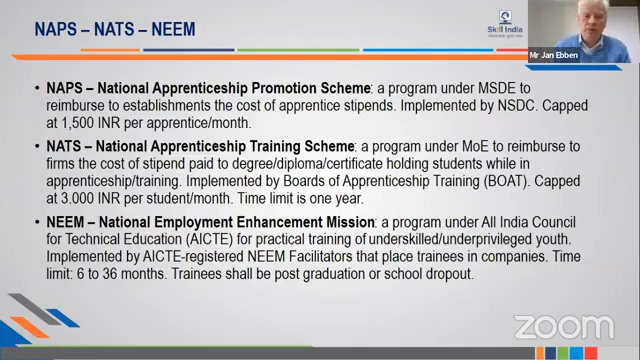 NAPS – NATS – NEEM
Skill India
Mr Jan Ebben
• NAPS – National Apprenticeship Promotion Scheme: a program under MSDE to
reimburse to establishments the cost of apprentice stipends. Implemented by NSDC. Capped
at 1,500 INR per apprentice/month.
• NATS – National Apprenticeship Training Scheme: a program under MoE to reimburse to
firms the cost of stipend paid to degree/diploma/certificate holding students while in
apprenticeship/training. Implemented by Boards of Apprenticeship Training (BOAT). Capped
at 3.000 INR per student/month. Time limit is one year.
• NEEM – National Employment Enhancement Mission: a program under All India Council
for Technical Education (AICTE) for practical training of underskilled/underprivileged youth.
Implemented by AICTE-registered NEEM Facilitators that place trainees in companies. Time
limit: 6 to 36 months. Trainees shall be post graduation or school dropout.
zoom